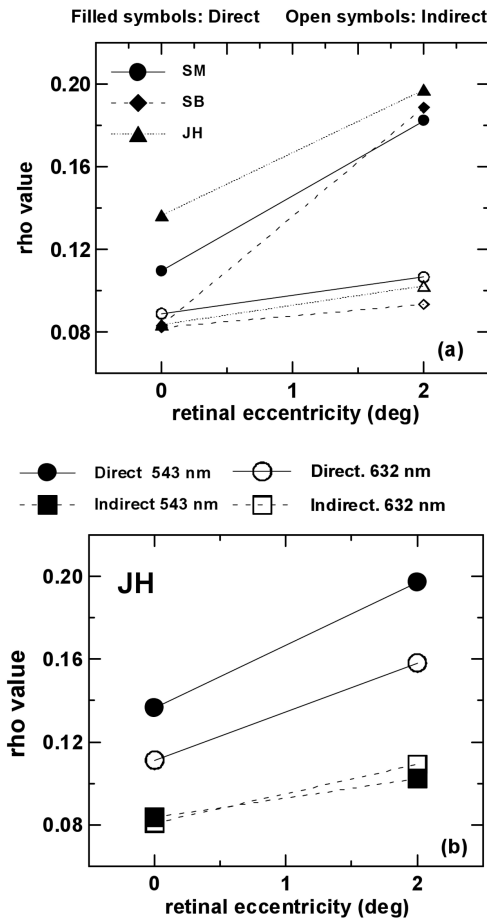 Filled symbols: Direct Open symbols: Indirect
SM
SB
JH
0.20
0.16
0.12
0.08
rho value
(a)
0 1 2
retinal eccentricity (deg)
Direct 543 nm Direct. 632 nm
Indirect 543 nm Indirect. 632 nm
JH
0.20
0.16
0.12
0.08
rho value
(b)
0 1 2
retinal eccentricity (deg)